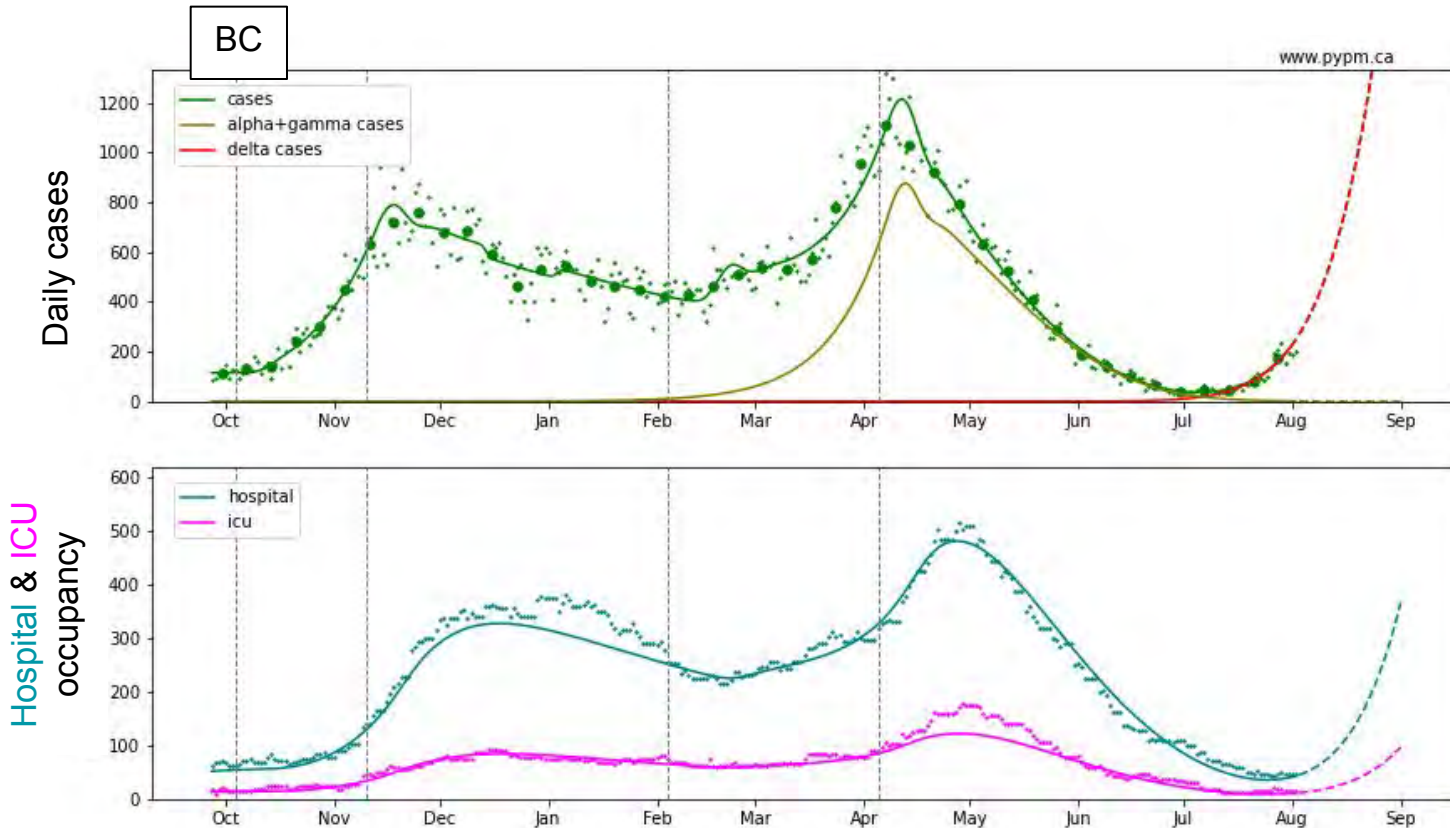 BC
www.pypm.ca
Daily cases
1200
1000
800
600
400
200
0
cases
alpha+gamma cases
delta cases
Oct Nov Dec Jan Feb Mar Apr May Jun Jul Aug Sep
Hospital & ICU
occupancy
600
500
400
300
200
100
0
hospital
icu
Oct Nov Dec Jan Feb Mar Apr May Jun Jul Aug Sep